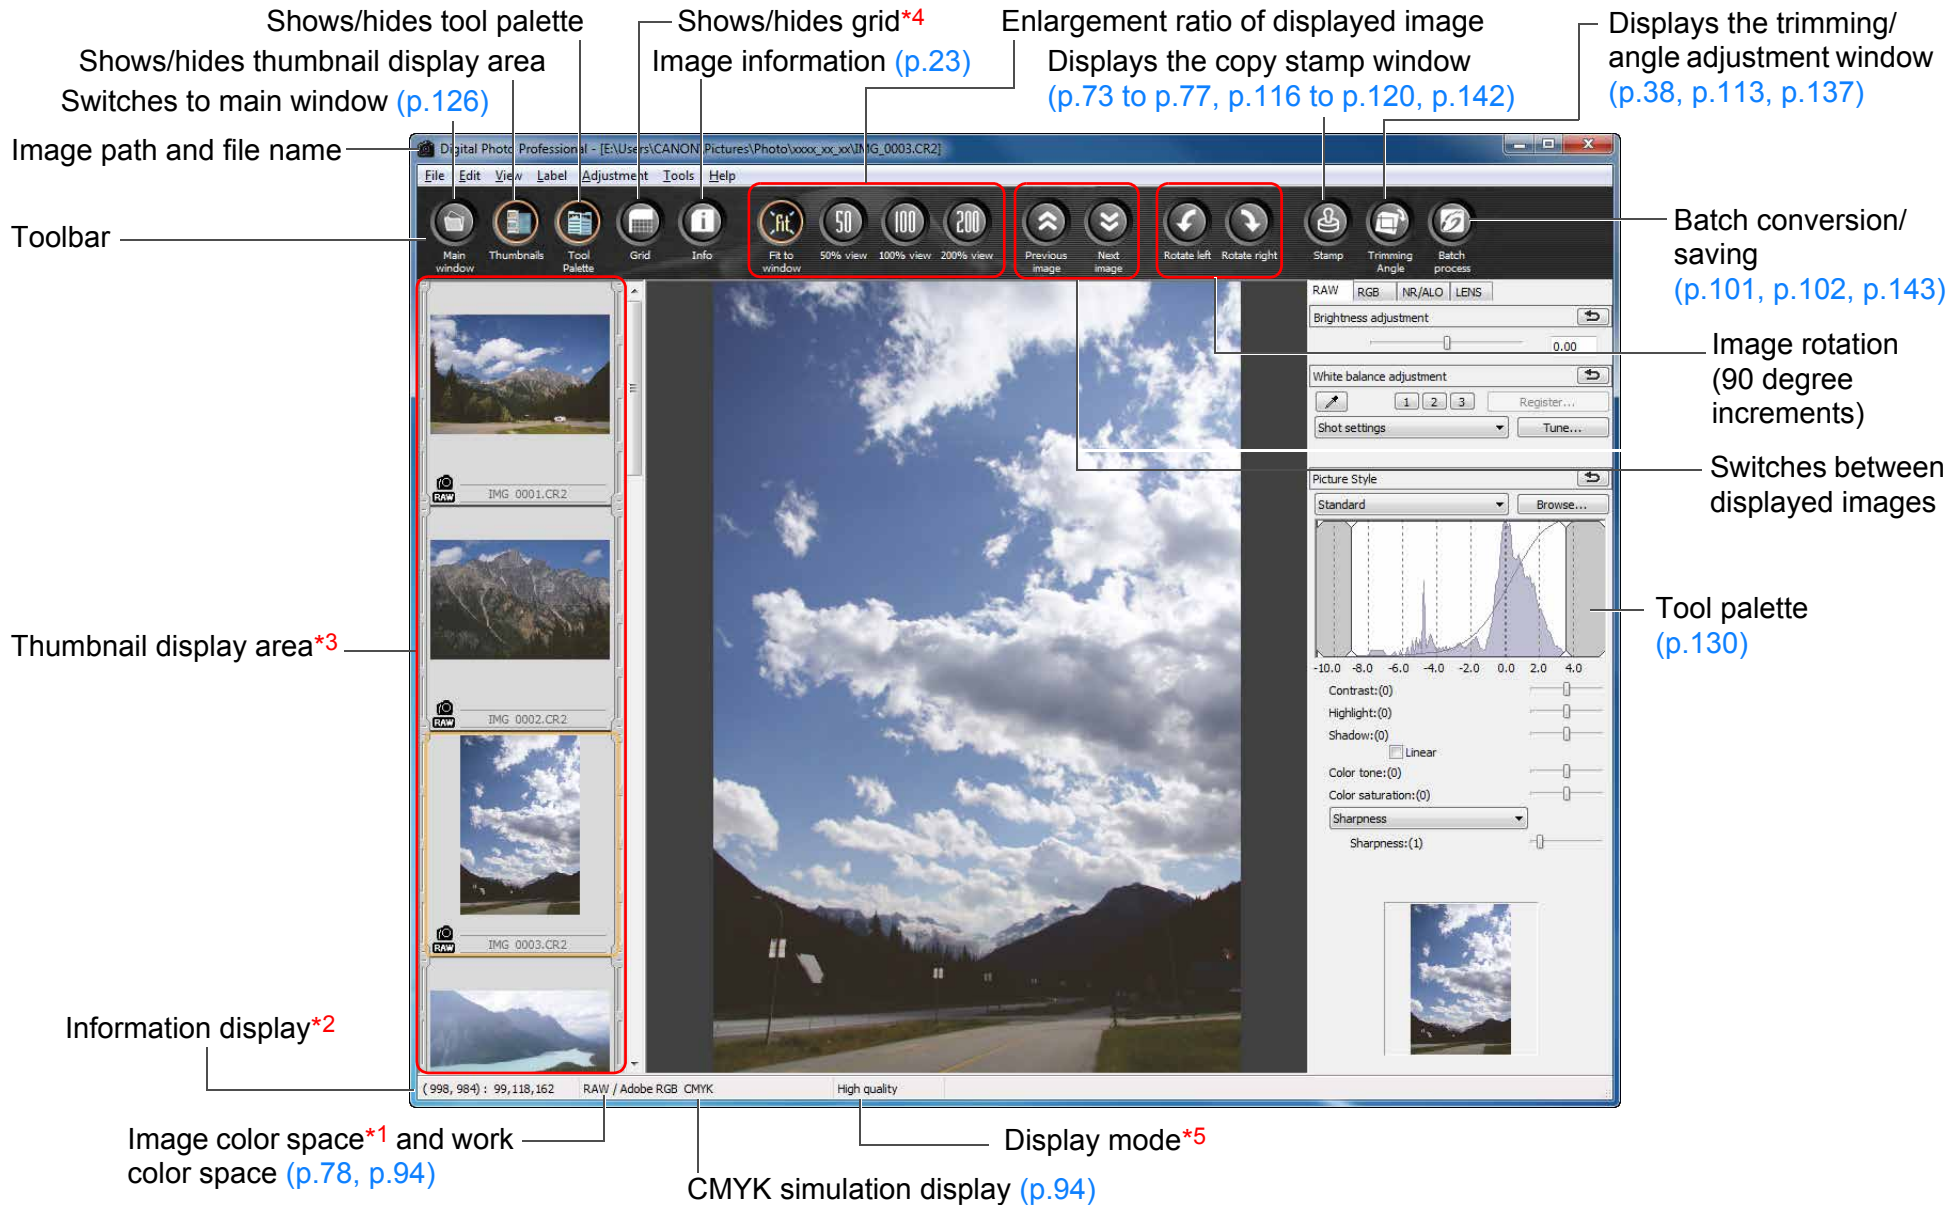 Shows/hides tool palette
Shows/hides grid*4
Enlargement ratio of displayed image
Displays the trimming/
angle adjustment window
(p.38, p.113, p.137)
Shows/hides thumbnail display area
Image information (p.23)
Displays the copy stamp window
(p.73 to p.77, p.116 to p.120, p.142)
Switches to main window (p.126)
Image path and file name
Digital Photo Professional - [E:\Users\CANON\Pictures\Photo\xxxx_xx_xx\IMG_0003.CR2]
File Edit View Label Adjustment Tools Help
Toolbar
fit 50 100 200
Main
window
Thumbnails
Tool
Palette
Grid
Info
Fit to
window
50% view
100% view
200% view
Previous
image
Next
image
Rotate left
Rotate right
Stamp
Trimming
Angle
Batch
process
Batch conversion/
saving
(p.101, p.102, p.143)
RAW RGB NR/ALO LENS
Brightness adjustment
0.00
Image rotation
(90 degree
increments)
White balance adjustment
1 2 3 Register...
Shot settings Tune...
Switches between
displayed images
Picture Style
Standard Browse...
-10.0 -8.0 -6.0 -4.0 -2.0 0.0 2.0 4.0
Tool palette
(p.130)
Contrast:(0)
Highlight:(0)
Shadow:(0)
Linear
Color tone:(0)
Color saturation:(0)
Sharpness
Sharpness:(1)
RAW
IMG_0001.CR2
Thumbnail display area*3
RAW
IMG_0002.CR2
RAW
IMG_0003.CR2
Information display*2
( 998, 984) : 99,118,162 RAW / Adobe RGB CMYK High quality
Image color space*1 and work
color space (p.78, p.94)
Display mode*5
CMYK simulation display (p.94)